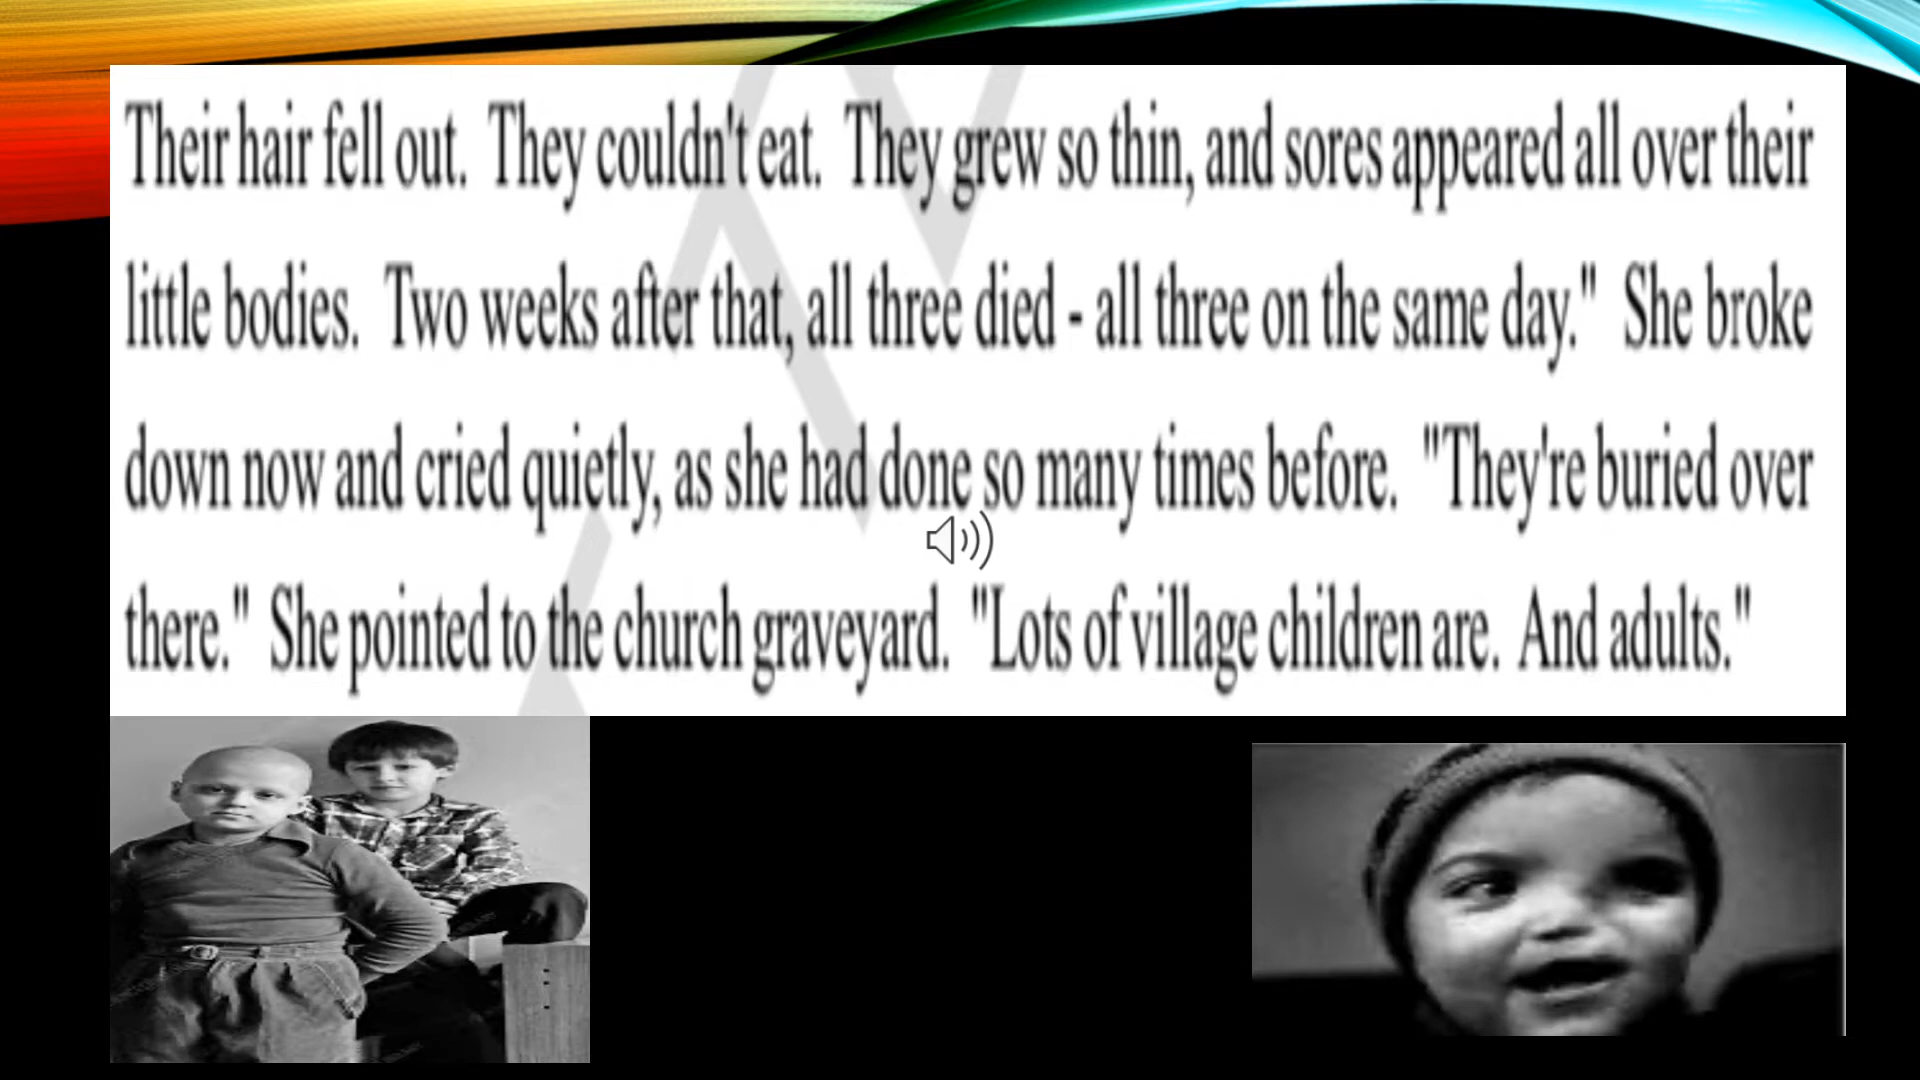 Their hair fell out. They couldn't eat. They grew so thin, and sores appeared all over their
little bodies. Two weeks after that, all three died - all three on the same day." She broke
down now and cried quietly, as she had done so many times before. "They're buried over
there." She pointed to the church graveyard. "Lots of village children are. And adults."